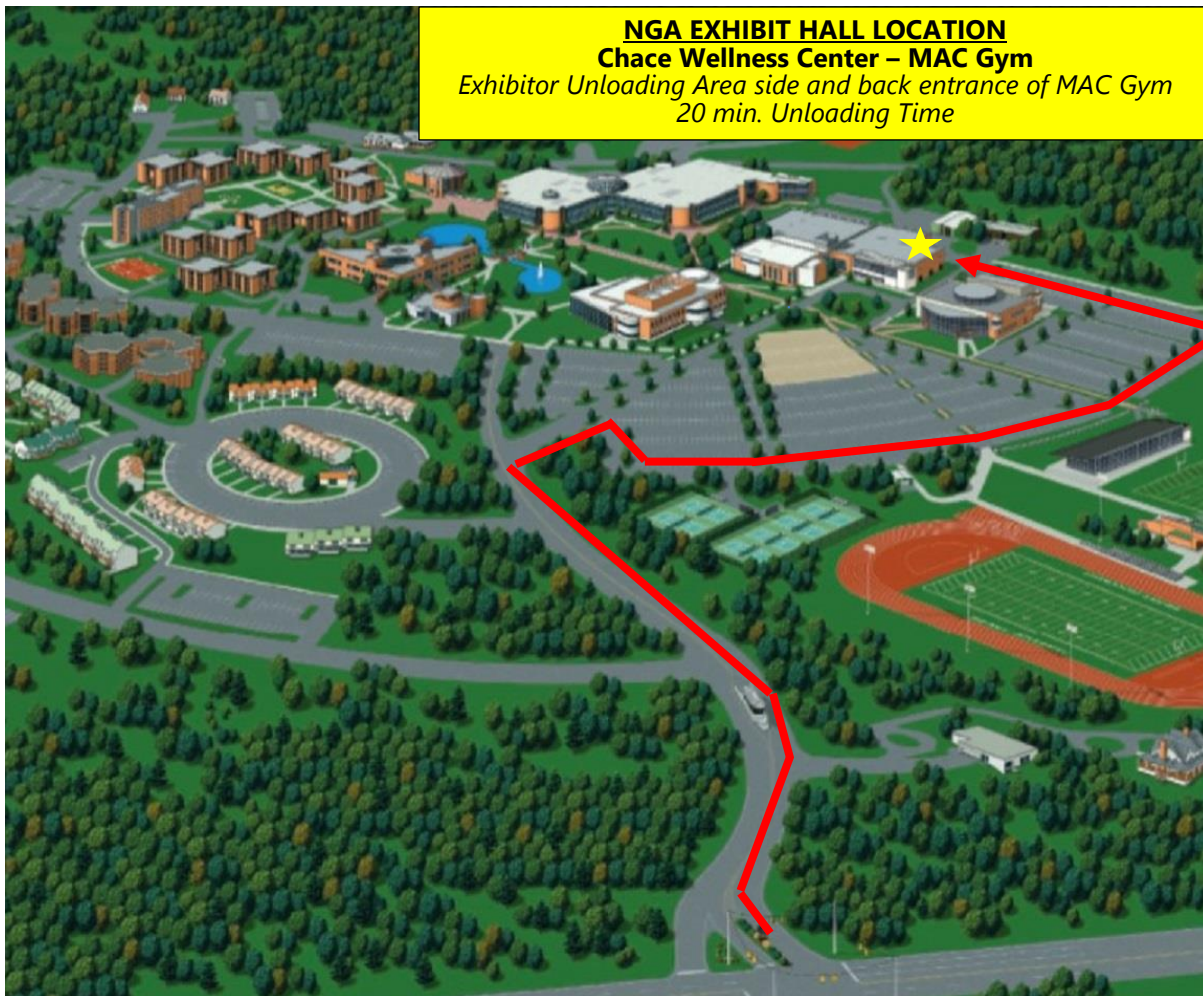 NGA EXHIBIT HALL LOCATION
Chace Wellness Center – MAC Gym
Exhibitor Unloading Area side and back entrance of MAC Gym
20 min. Unloading Time